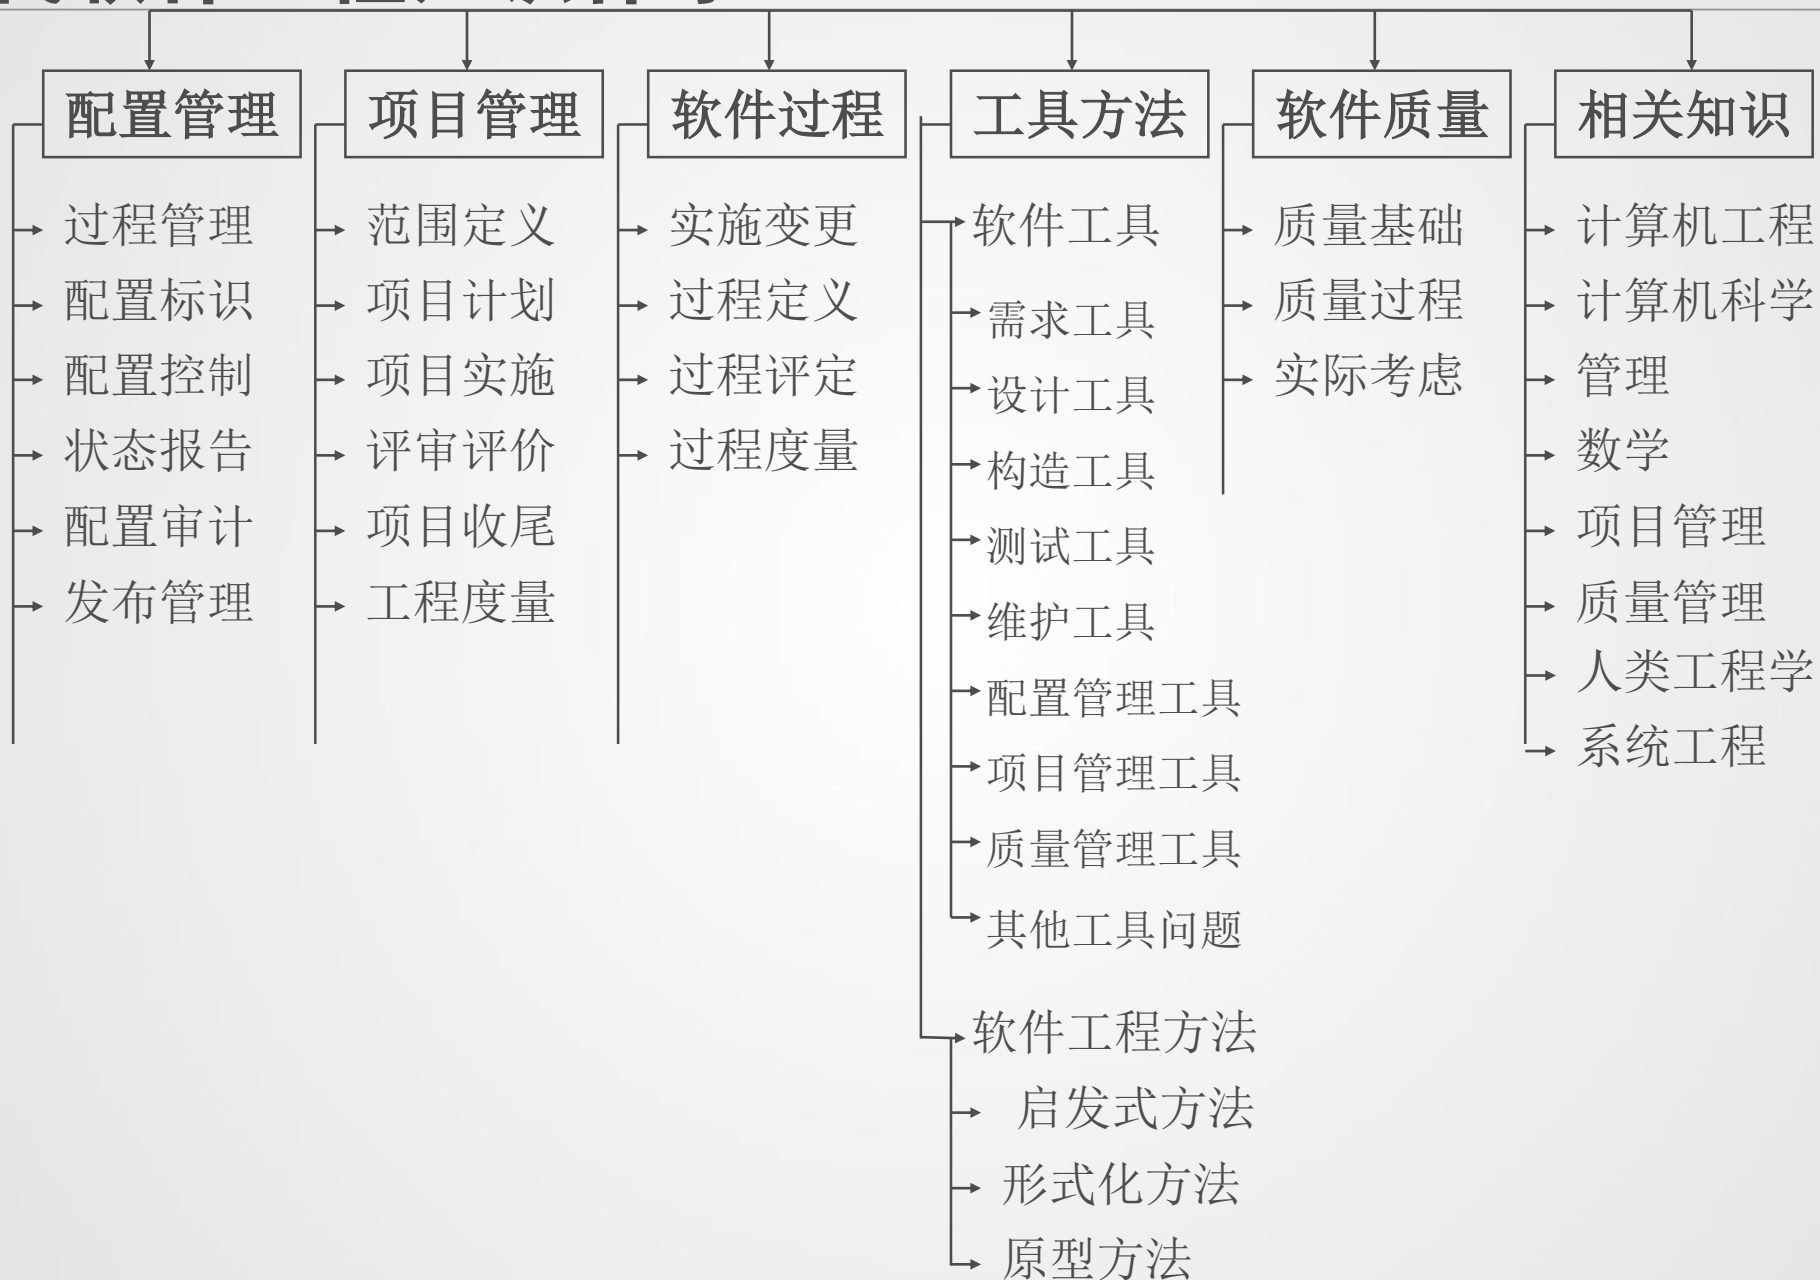 配置管理
过程管理
配置标识
配置控制
状态报告
配置审计
发布管理
项目管理
范围定义
项目计划
项目实施
评审评价
项目收尾
工程度量
软件过程
实施变更
过程定义
过程评定
过程度量
工具方法
软件工具
需求工具
设计工具
构造工具
测试工具
维护工具
配置管理工具
项目管理工具
质量管理工具
其他工具问题
软件工程方法
启发式方法
形式化方法
原型方法
软件质量
质量基础
质量过程
实际考虑
相关知识
计算机工程
计算机科学
管理
数学
项目管理
质量管理
人类工程学
系统工程